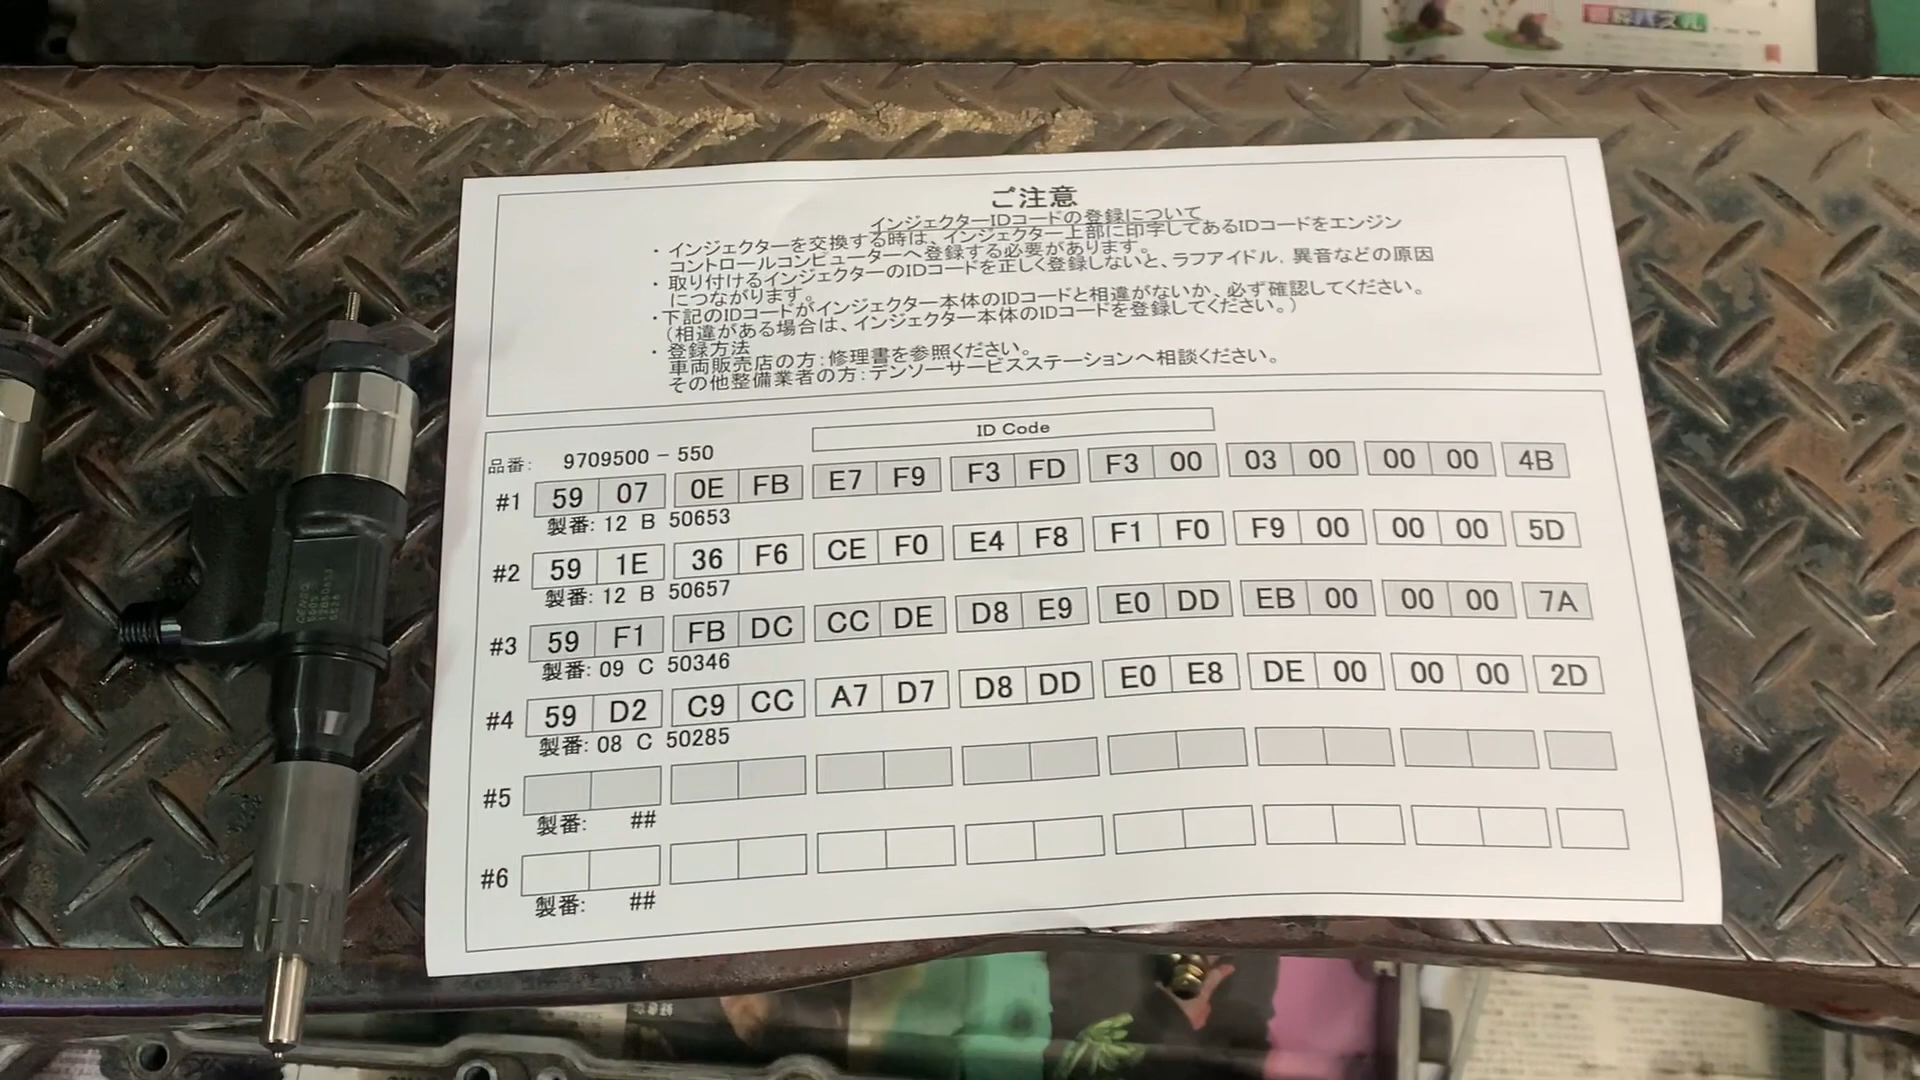 ご注意
インジェクターIDコードの登録について
・インジェクターを交換する時は、インジェクター上部に印字してあるIDコードをエンジン
コントロールコンピューターへ登録する必要があります。
・取り付けるインジェクターのIDコードを正しく登録しないと、ラフアイドル, 異音などの原因
につながります。
・下記のIDコードがインジェクター本体のIDコードと相違がないか、必ず確認してください。
(相違がある場合は、インジェクター本体のIDコードを登録してください。)
・登録方法
車両販売店の方:修理書を参照ください。
その他整備業者の方:デンソーサービスステーションへ相談ください。
ID Code
品番: 9709500 - 550
#1 59 07 0E FB E7 F9 F3 FD F3 00 03 00 00 00 4B
製番: 12 B 50653
#2 59 1E 36 F6 CE F0 E4 F8 F1 F0 F9 00 00 00 5D
製番: 12 B 50657
#3 59 F1 FB DC CC DE D8 E9 E0 DD EB 00 00 00 7A
製番: 09 C 50346
#4 59 D2 C9 CC A7 D7 D8 DD E0 E8 DE 00 00 00 2D
製番: 08 C 50285
#5
製番: ##
#6
製番: ##
DENSO